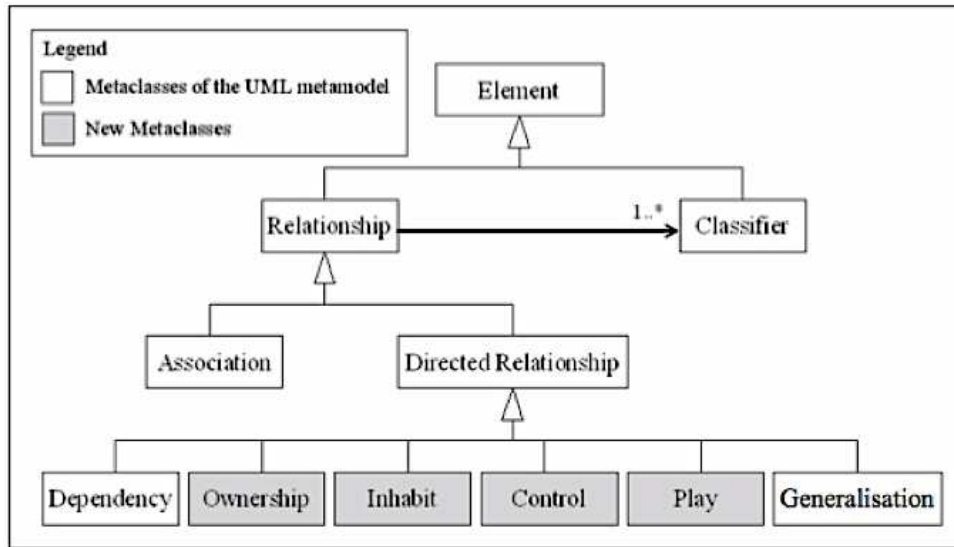 Legend
Metaclasses of the UML metamodel
New Metaclasses
Element
Relationship
1..*
Classifier
Association
Directed Relationship
Dependency
Ownership
Inhabit
Control
Play
Generalisation